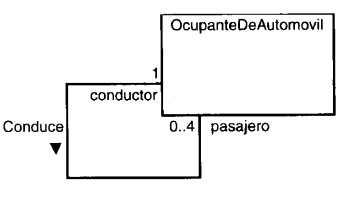 OcupanteDeAutomovil
1
conductor
Conduce
0..4 pasajero